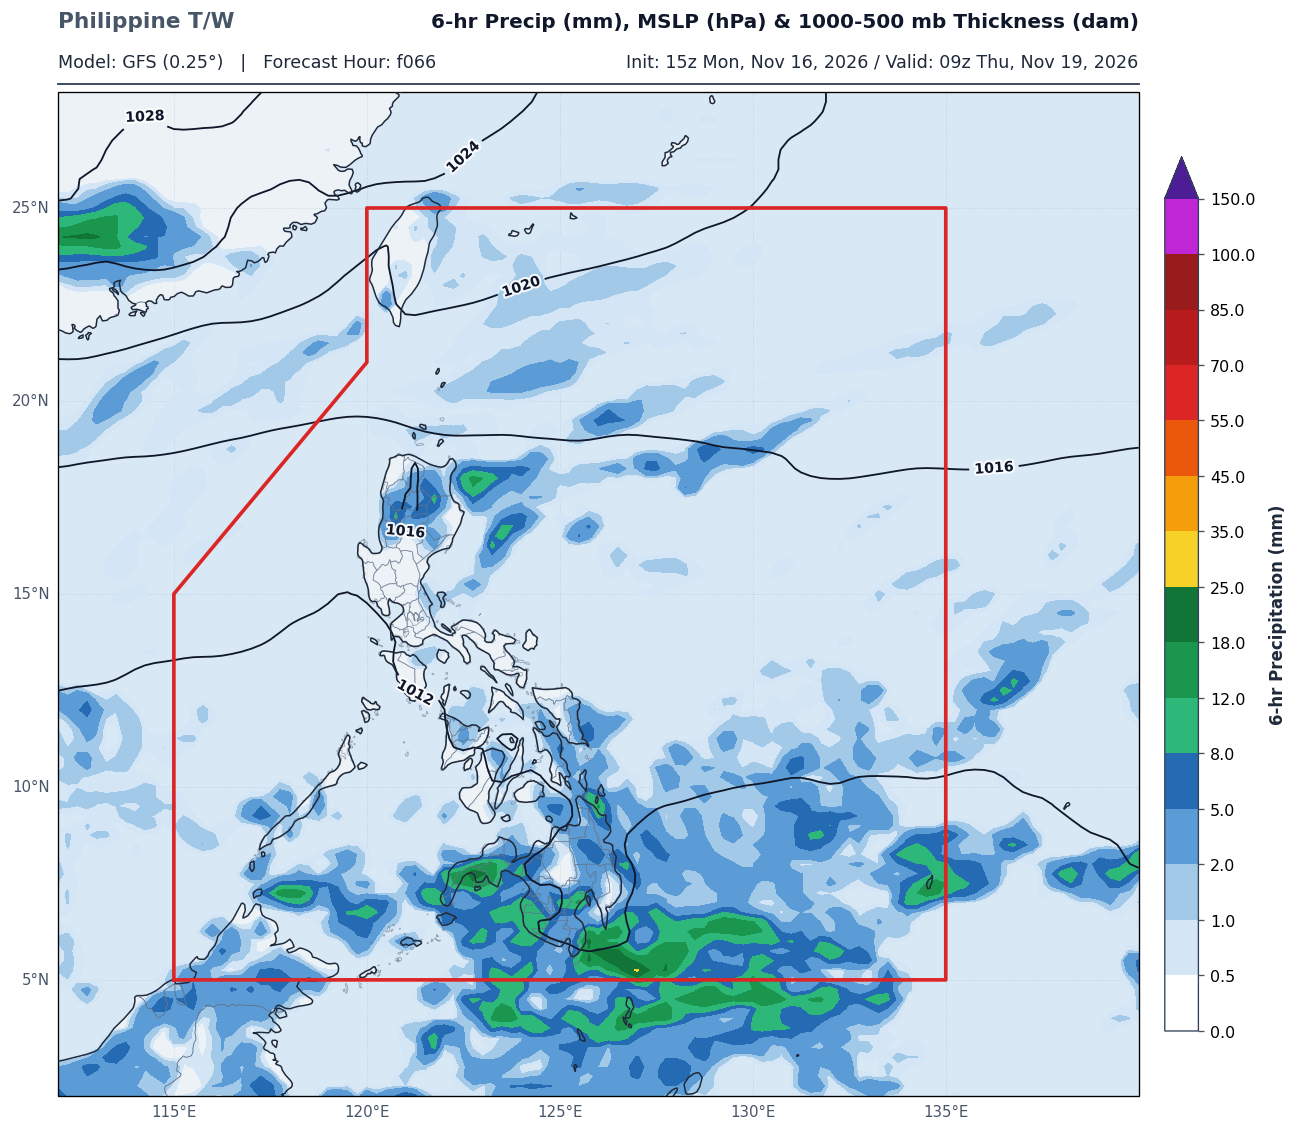 Philippine T/W
6-hr Precip (mm), MSLP (hPa) & 1000-500 mb Thickness (dam)
Model: GFS (0.25°)   |   Forecast Hour: f066
Init: 15z Mon, Nov 16, 2026 / Valid: 09z Thu, Nov 19, 2026
1028
1024
1020
1016
1016
1012
25°N
20°N
15°N
10°N
5°N
115°E
120°E
125°E
130°E
135°E
150.0
100.0
85.0
70.0
55.0
45.0
35.0
25.0
18.0
12.0
8.0
5.0
2.0
1.0
0.5
0.0
6-hr Precipitation (mm)